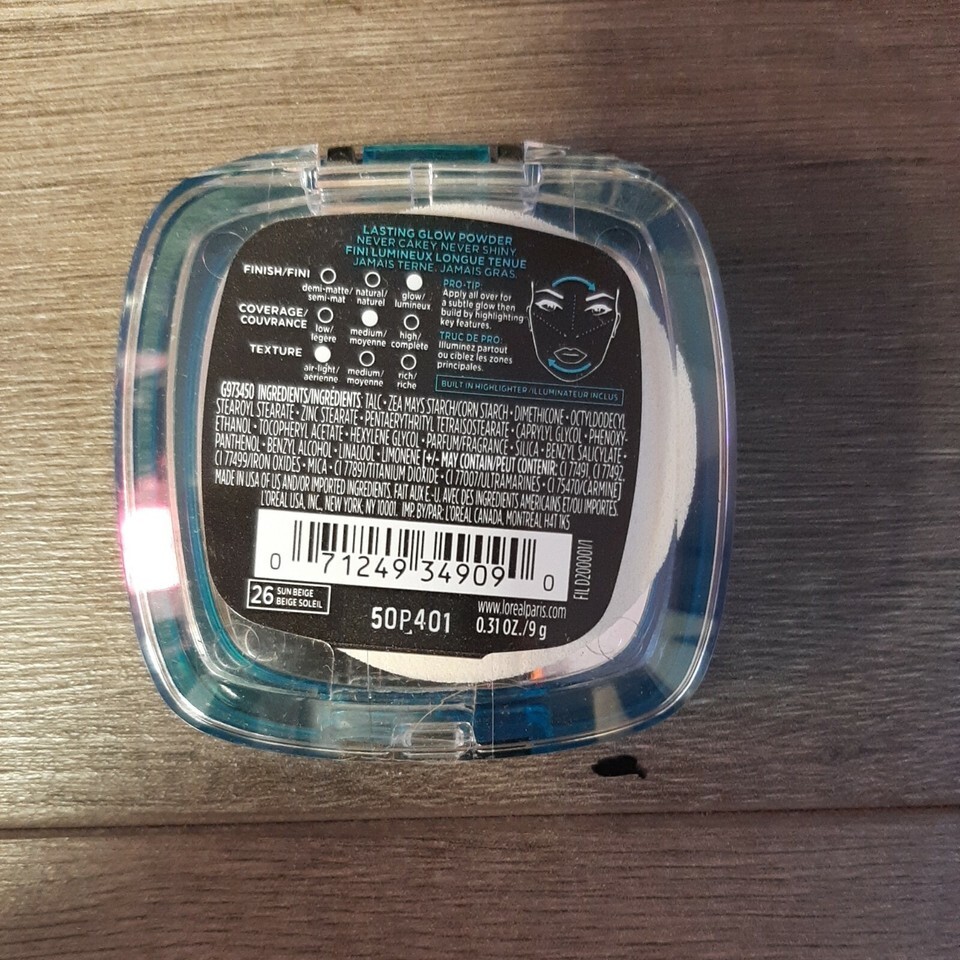 LASTING GLOW POWDER
NEVER CAKEY. NEVER SHINY
FINI LUMINEUX LONGUE TENUE
JAMAIS TERNE. JAMAIS GRAS.
FINISH/FINI
demi-matte/
semi-mat
natural/
naturel
glow/
lumineux
COVERAGE/
COUVRANCE
low/
légère
medium/
moyenne
high/
complète
TEXTURE
air-light/
aérienne
medium/
moyenne
rich/
riche
PRO-TIP:
Apply all over for
a subtle glow then
build by highlighting
key features.
TRUC DE PRO:
Illuminez partout
ou ciblez les zones
principales.
BUILT IN HIGHLIGHTER/ILLUMINATEUR INCLUS
G973450 INGREDIENTS/INGRÉDIENTS: TALC • ZEA MAYS STARCH/CORN STARCH • DIMETHICONE • OCTYLDODECYL
STEAROYL STEARATE • ZINC STEARATE • PENTAERYTHRITYL TETRAISOSTEARATE • CAPRYLYL GLYCOL • PHENOXY-
ETHANOL • TOCOPHERYL ACETATE • HEXYLENE GLYCOL • PARFUM/FRAGRANCE • SILICA • BENZYL SALICYLATE •
PANTHENOL • BENZYL ALCOHOL • LINALOOL • LIMONENE [+/- MAY CONTAIN/PEUT CONTENIR: CI 77491, CI 77492,
CI 77499/IRON OXIDES • MICA • CI 77891/TITANIUM DIOXIDE • CI 77007/ULTRAMARINES • CI 75470/CARMINE]
MADE IN USA OF US AND/OR IMPORTED INGREDIENTS. FAIT AUX É.-U. AVEC DES INGRÉDIENTS AMÉRICAINS ET/OU IMPORTÉS.
L'ORÉAL USA, INC., NEW YORK, NY 10001. IMP. BY/PAR: L'ORÉAL CANADA, MONTRÉAL H4T 1K5
0 71249 34909 0
FIL D200001/1
26 SUN BEIGE
BEIGE SOLEIL
50P401
www.lorealparis.com
0.31 OZ./9 g